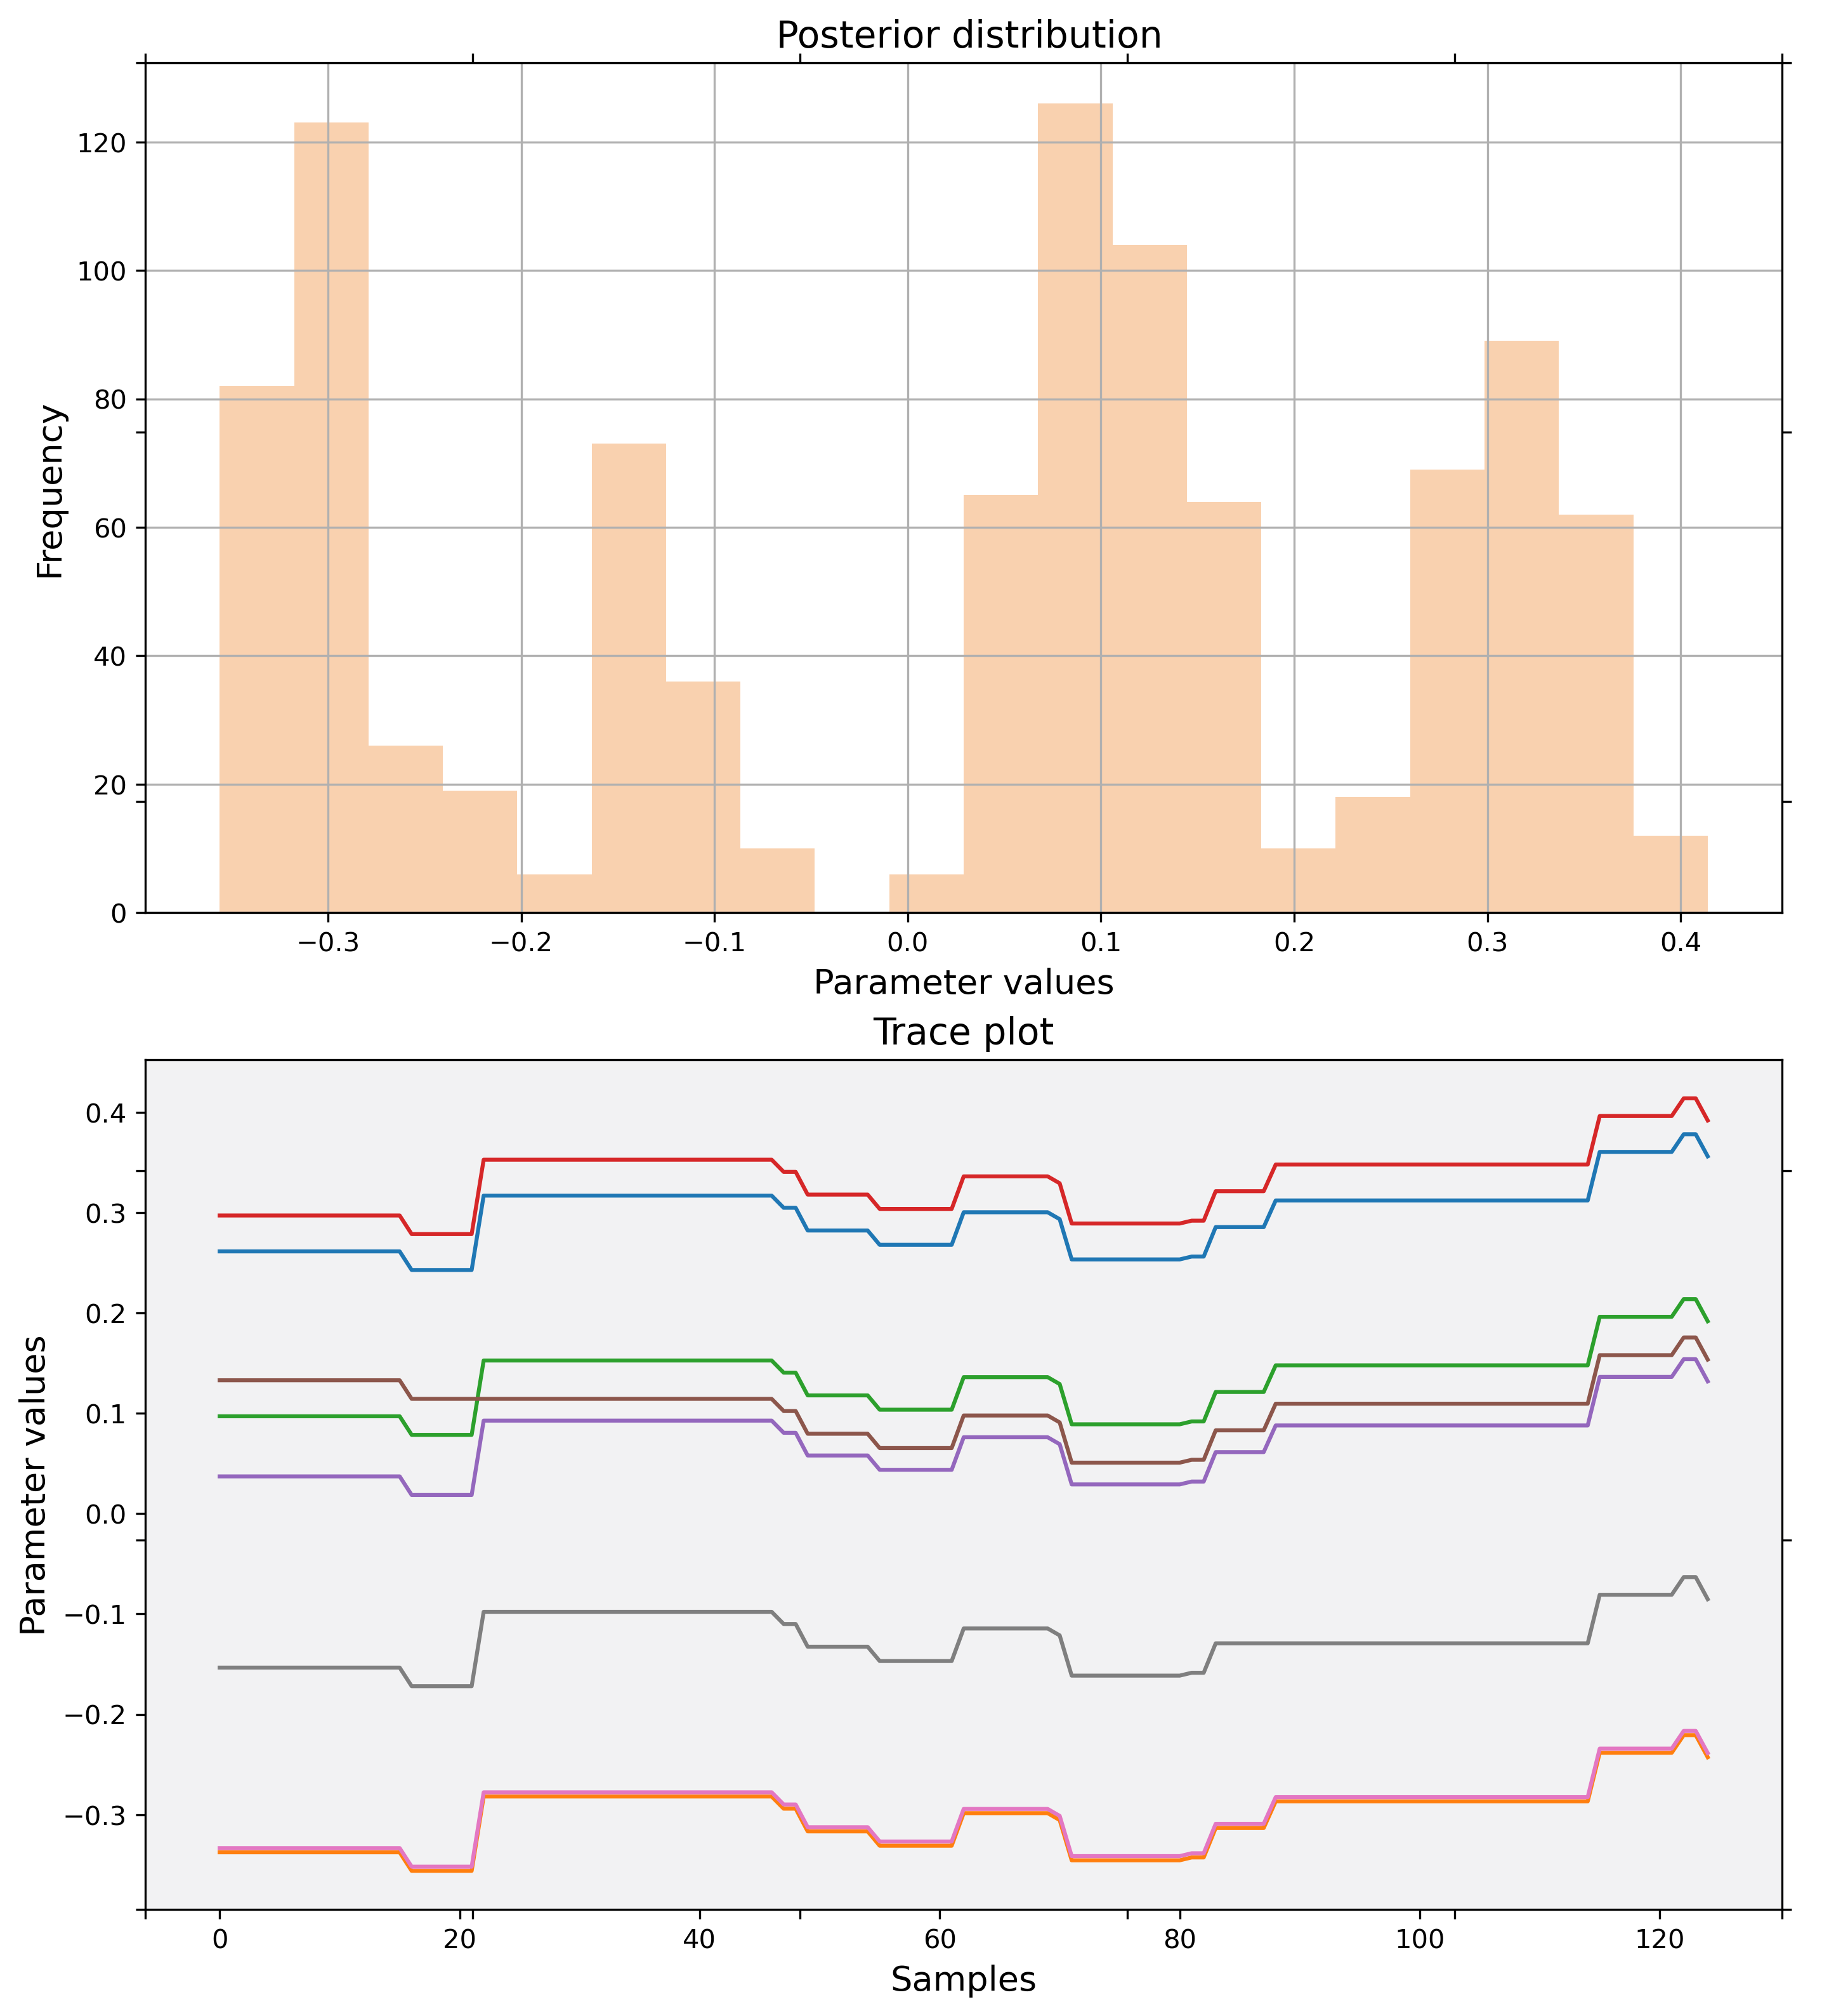 Posterior distribution
120
100
80
60
40
20
0
Frequency
−0.3 −0.2 −0.1 0.0 0.1 0.2 0.3 0.4
Parameter values
Trace plot
0.4
0.3
0.2
0.1
0.0
−0.1
−0.2
−0.3
Parameter values
0 20 40 60 80 100 120
Samples